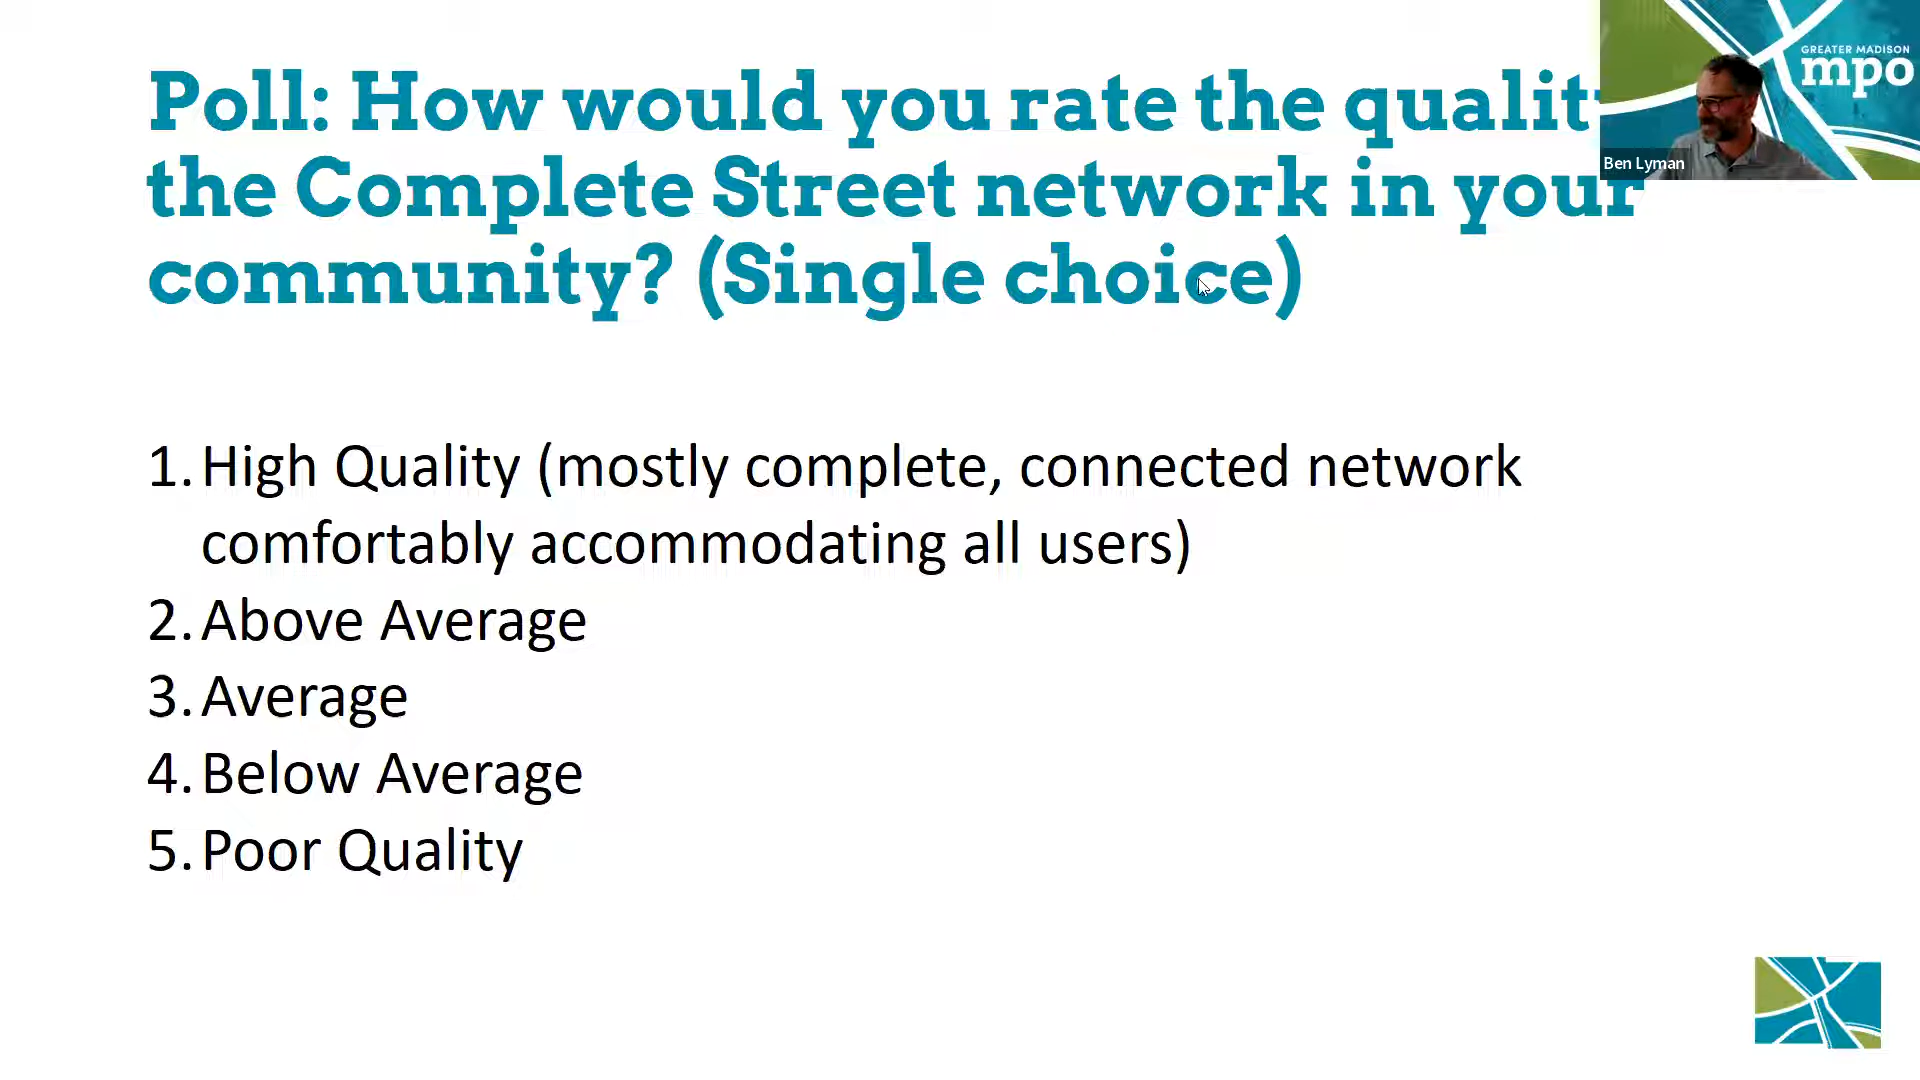 Poll: How would you rate the qualit
the Complete Street network in your
community? (Single choice)
GREATER MADISON
mpo
Ben Lyman
1. High Quality (mostly complete, connected network
comfortably accommodating all users)
2. Above Average
3. Average
4. Below Average
5. Poor Quality